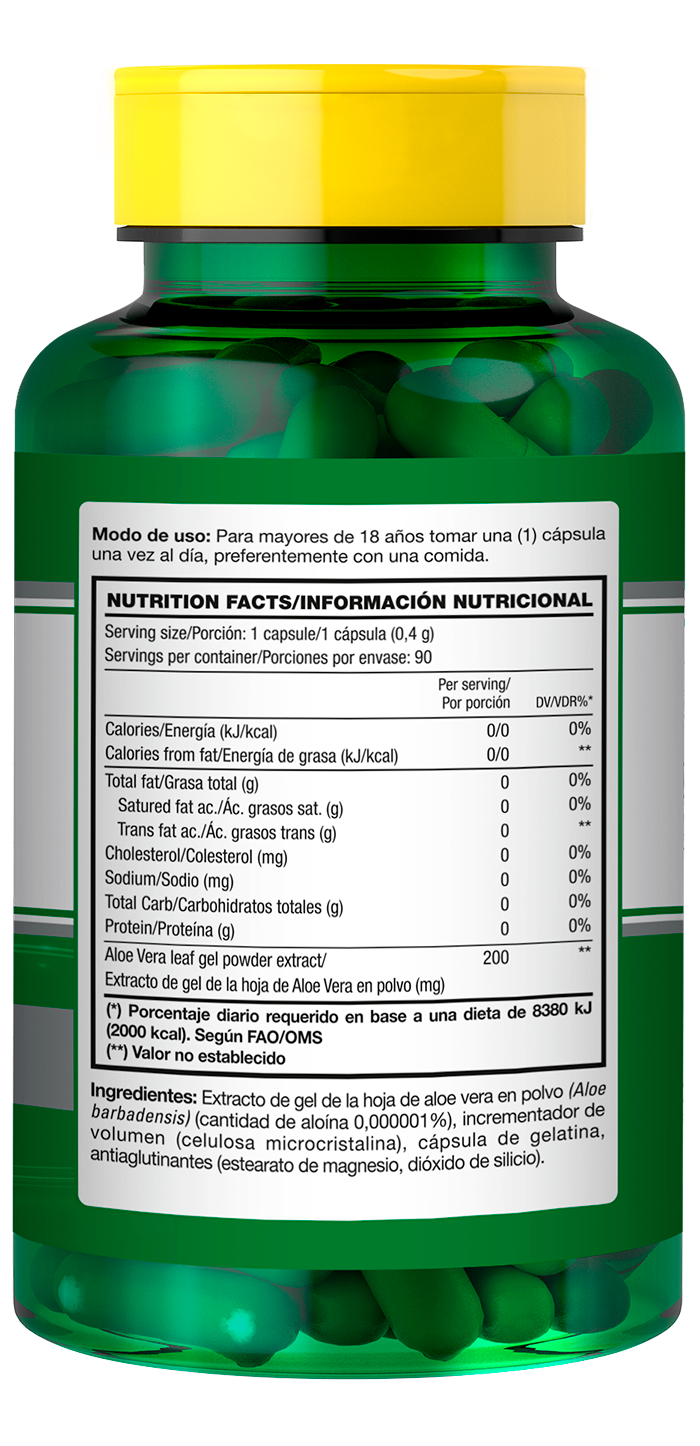 Modo de uso: Para mayores de 18 años tomar una (1) cápsula
una vez al día, preferentemente con una comida.
NUTRITION FACTS/INFORMACIÓN NUTRICIONAL
Serving size/Porción: 1 capsule/1 cápsula (0,4 g)
Servings per container/Porciones por envase: 90
Per serving/
Por porción DV/VDR%*
Calories/Energía (kJ/kcal) 0/0 0%
Calories from fat/Energía de grasa (kJ/kcal) 0/0 **
Total fat/Grasa total (g) 0 0%
Satured fat ac./Ác. grasos sat. (g) 0 0%
Trans fat ac./Ác. grasos trans (g) 0 **
Cholesterol/Colesterol (mg) 0 0%
Sodium/Sodio (mg) 0 0%
Total Carb/Carbohidratos totales (g) 0 0%
Protein/Proteína (g) 0 0%
Aloe Vera leaf gel powder extract/ 200 **
Extracto de gel de la hoja de Aloe Vera en polvo (mg)
(*) Porcentaje diario requerido en base a una dieta de 8380 kJ
(2000 kcal). Según FAO/OMS
(**) Valor no establecido
Ingredientes: Extracto de gel de la hoja de aloe vera en polvo (Aloe
barbadensis) (cantidad de aloína 0,000001%), incrementador de
volumen (celulosa microcristalina), cápsula de gelatina,
antiaglutinantes (estearato de magnesio, dióxido de silicio).